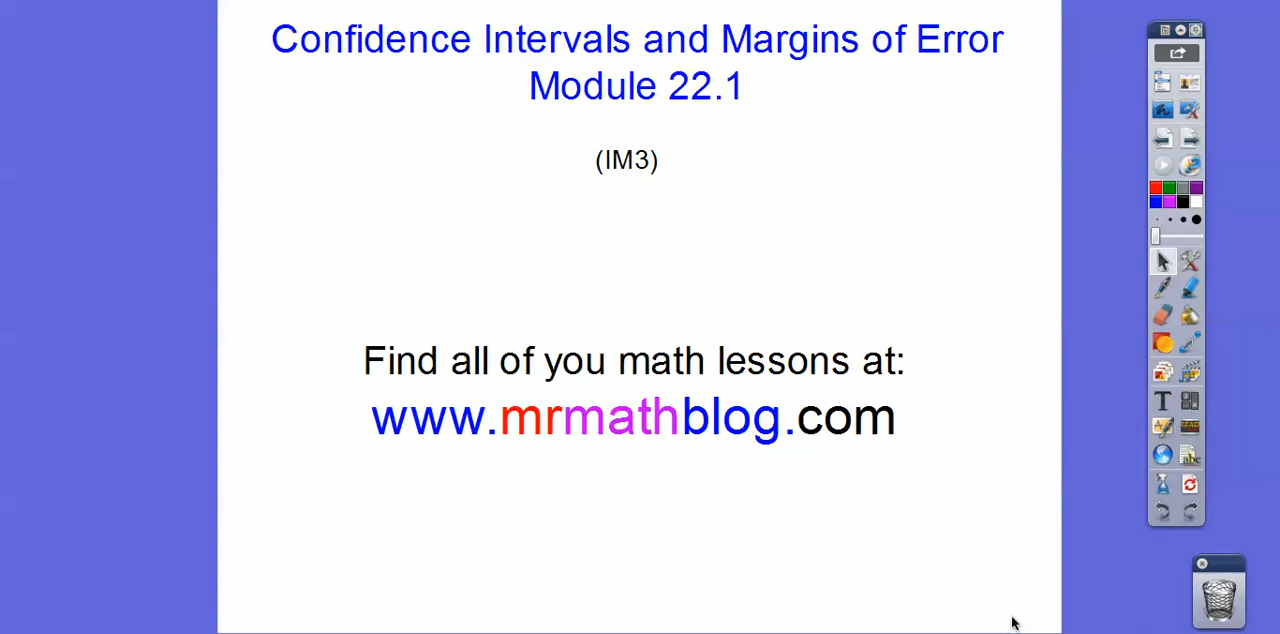 Confidence Intervals and Margins of Error
Module 22.1
(IM3)
Find all of you math lessons at:
www.mrmathblog.com